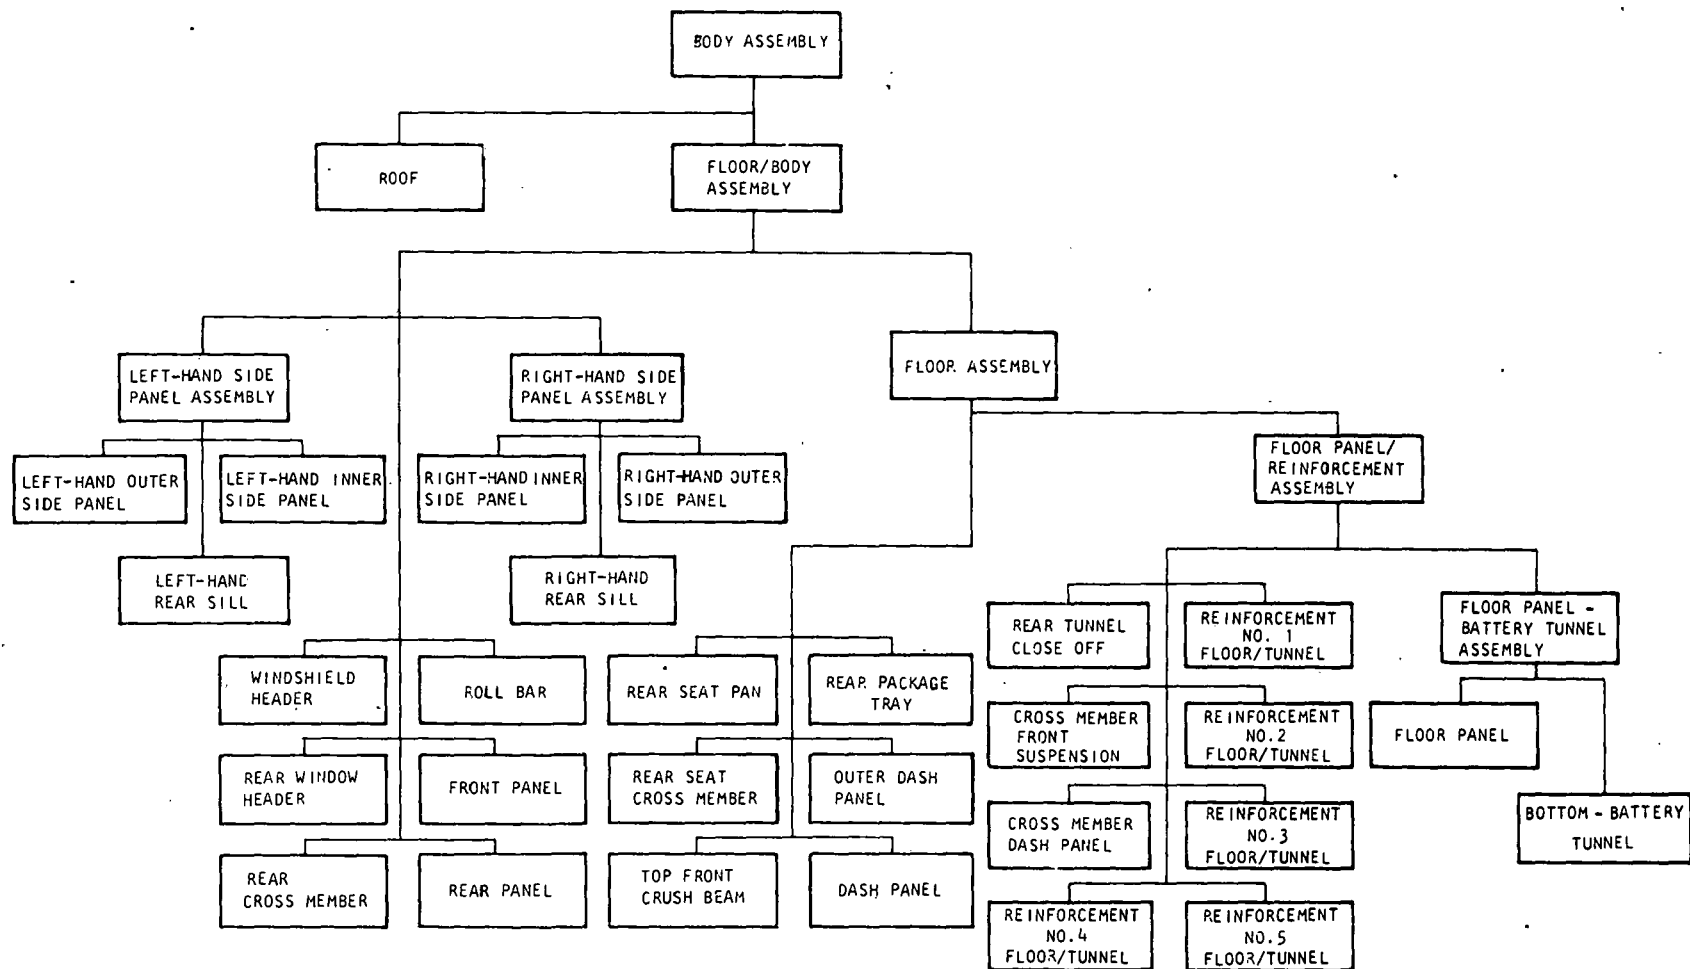 BODY ASSEMBLY
ROOF
FLOOR/BODY
ASSEMBLY
LEFT-HAND SIDE
PANEL ASSEMBLY
RIGHT-HAND SIDE
PANEL ASSEMBLY
FLOOR ASSEMBLY
LEFT-HAND OUTER
SIDE PANEL
LEFT-HAND INNER
SIDE PANEL
RIGHT-HAND INNER
SIDE PANEL
RIGHT-HAND OUTER
SIDE PANEL
FLOOR PANEL/
REINFORCEMENT
ASSEMBLY
LEFT-HAND
REAR SILL
RIGHT-HAND
REAR SILL
WINDSHIELD
HEADER
ROLL BAR
REAR SEAT PAN
REAR PACKAGE
TRAY
REAR TUNNEL
CLOSE OFF
REINFORCEMENT
NO. 1
FLOOR/TUNNEL
FLOOR PANEL -
BATTERY TUNNEL
ASSEMBLY
REAR WINDOW
HEADER
FRONT PANEL
REAR SEAT
CROSS MEMBER
OUTER DASH
PANEL
CROSS MEMBER
FRONT
SUSPENSION
REINFORCEMENT
NO.2
FLOOR/TUNNEL
FLOOR PANEL
REAR
CROSS MEMBER
REAR PANEL
TOP FRONT
CRUSH BEAM
DASH PANEL
CROSS MEMBER
DASH PANEL
REINFORCEMENT
NO.3
FLOOR/TUNNEL
BOTTOM - BATTERY
TUNNEL
REINFORCEMENT
NO.4
FLOOR/TUNNEL
REINFORCEMENT
NO.5
FLOOR/TUNNEL